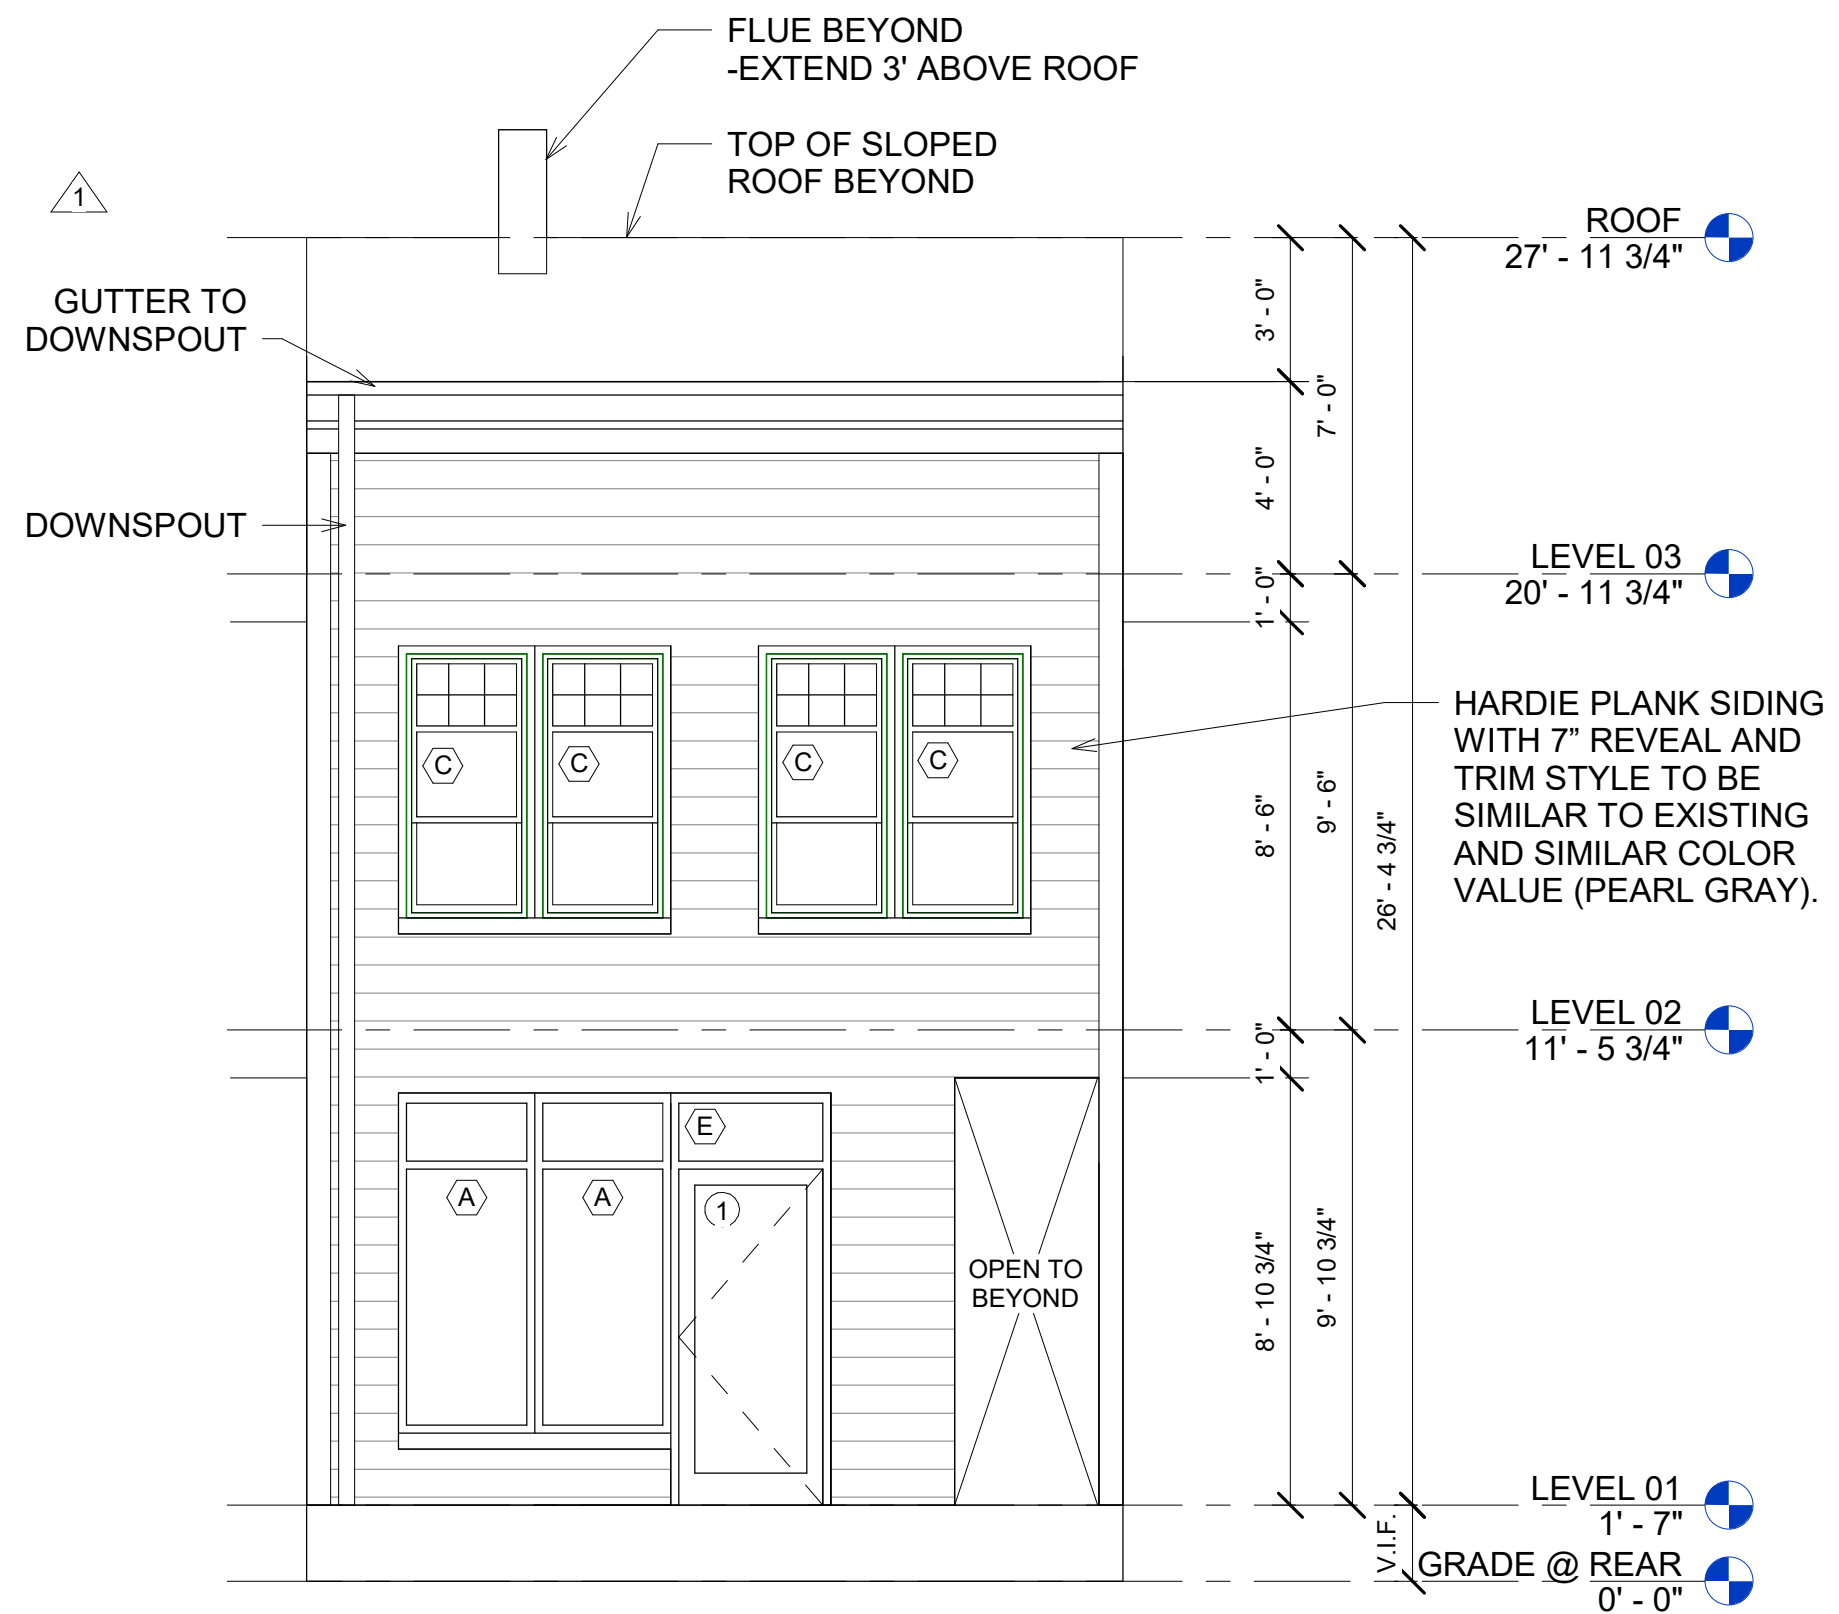 FLUE BEYOND
-EXTEND 3' ABOVE ROOF
TOP OF SLOPED
ROOF BEYOND
1
ROOF
27' - 11 3/4"
GUTTER TO
DOWNSPOUT
3' - 0"
7' - 0"
4' - 0"
DOWNSPOUT
LEVEL 03
20' - 11 3/4"
1' - 0"
HARDIE PLANK SIDING
WITH 7” REVEAL AND
TRIM STYLE TO BE
SIMILAR TO EXISTING
AND SIMILAR COLOR
VALUE (PEARL GRAY).
C
C
C
C
8' - 6"
9' - 6"
26' - 4 3/4"
LEVEL 02
11' - 5 3/4"
1' - 0"
E
A
A
1
OPEN TO
BEYOND
8' - 10 3/4"
9' - 10 3/4"
LEVEL 01
1' - 7"
V.I.F.
GRADE @ REAR
0' - 0"